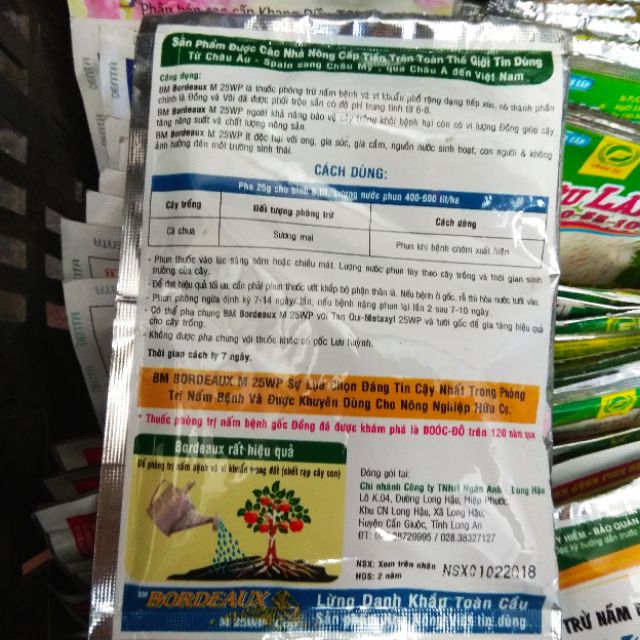 Phân bón cao cấp
Sản Phẩm Được Các Nhà Nông Cấp Tiến Trên Toàn Thế Giới Tin Dùng
Từ Châu Âu - Spain sang Châu Mỹ, qua Châu Á đến Việt Nam
Công dụng:
BM Bordeaux M 25WP là thuốc phòng trừ nấm bệnh và vi khuẩn phổ rộng dạng tiếp xúc, có thành phần
chính là Đồng và Vôi đã được phối trộn sẵn có độ pH trung tính từ 6-8.
BM Bordeaux M 25WP ngoài khả năng bảo vệ cây trồng khỏi bệnh hại còn có vi lượng Đồng giúp cây
tăng năng suất và chất lượng nông sản.
BM Bordeaux M 25WP ít độc hại với ong, gia súc, gia cầm, nguồn nước sinh hoạt, con người & không
ảnh hưởng đến môi trường sinh thái.
CÁCH DÙNG:
Pha 25g cho bình 8 lít. Lượng nước phun 400-500 lít/ha
Cây trồng Đối tượng phòng trừ Cách dùng
Cà chua Sương mai Phun khi bệnh chớm xuất hiện
- Phun thuốc vào lúc sáng sớm hoặc chiều mát. Lượng nước phun tùy theo cây trồng và thời gian sinh
trưởng của cây.
- Để đạt hiệu quả tối ưu, cần phải phun thuốc ướt khắp bộ phận thân lá. Nếu bệnh ở gốc, rễ thì hòa nước tưới vào.
- Phun phòng ngừa định kỳ 7-14 ngày/ lần, nếu bệnh nặng phun lại lần 2 sau 7-10 ngày.
- Có thể pha chung BM Bordeaux M 25WP với Tan Qui-Metaxyl 25WP và tưới gốc để gia tăng hiệu quả
cho cây trồng.
- Không được pha chung với thuốc khác có gốc Lưu huỳnh.
Thời gian cách ly 7 ngày.
BM BORDEAUX M 25WP Sự Lựa Chọn Đáng Tin Cậy Nhất Trong Phòng
Trị Nấm Bệnh Và Được Khuyên Dùng Cho Nông Nghiệp Hữu Cơ.
* Thuốc phòng trị nấm bệnh gốc Đồng đã được khám phá là BOÓC-ĐÔ trên 120 năm qua
Bordeaux rất hiệu quả
Để phòng trị nấm bệnh và vi khuẩn trong đất (chết rạp cây con)
Đóng gói tại:
Chi nhánh Công ty TNHH Ngân Anh - Long Hậu
Lô K.04, Đường Long Hậu, Hiệp Phước,
Khu CN Long Hậu, Xã Long Hậu,
Huyện Cần Giuộc, Tỉnh Long An
/ 028.38327127
NSX: Xem trên nhãn NSX01022018
HDS: 2 năm
BM BORDEAUX M 25WP
Lừng Danh Khắp Toàn Cầu
DENTA
TRỪ NẤM